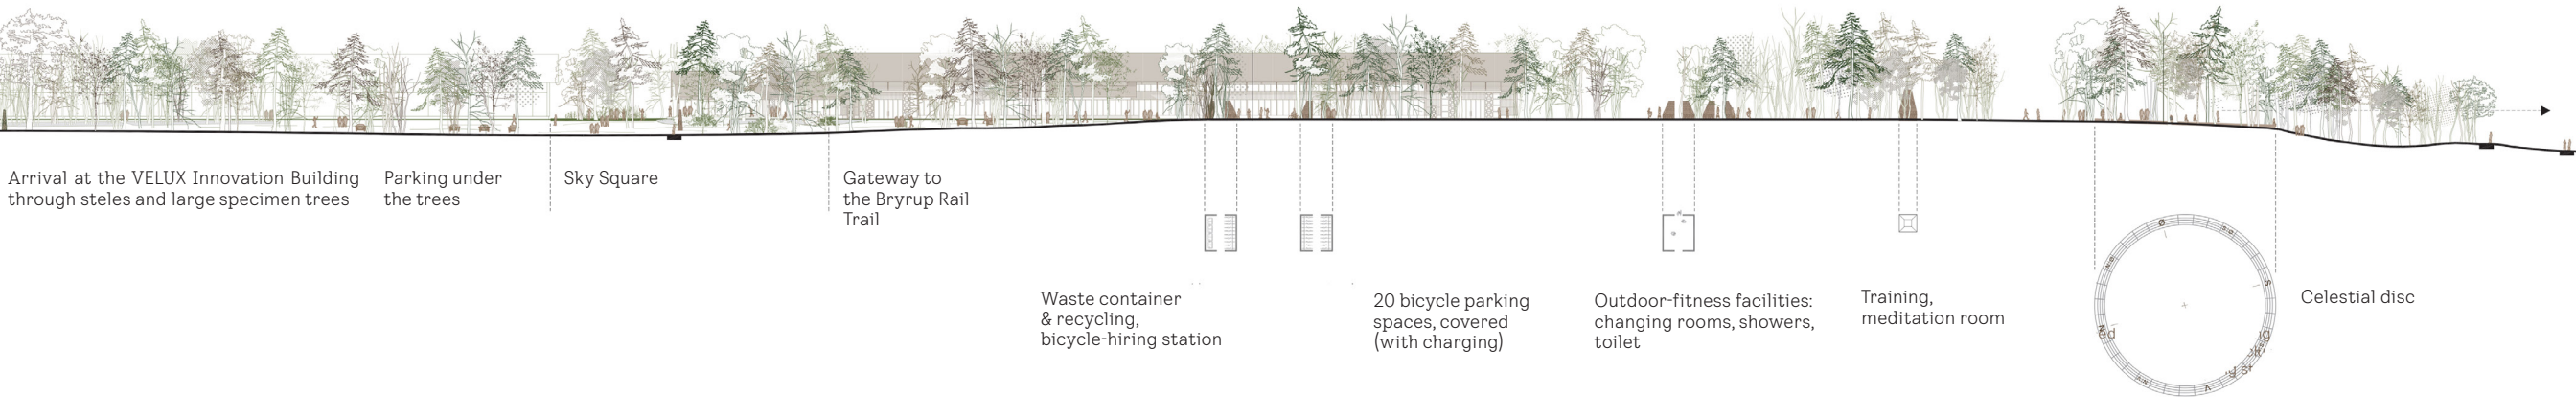 Arrival at the VELUX Innovation Building
through steles and large specimen trees
Parking under
the trees
Sky Square
Gateway to
the Bryrup Rail
Trail
Waste container
& recycling,
bicycle-hiring station
20 bicycle parking
spaces, covered
(with charging)
Outdoor-fitness facilities:
changing rooms, showers,
toilet
Training,
meditation room
Celestial disc
Ø
S
V